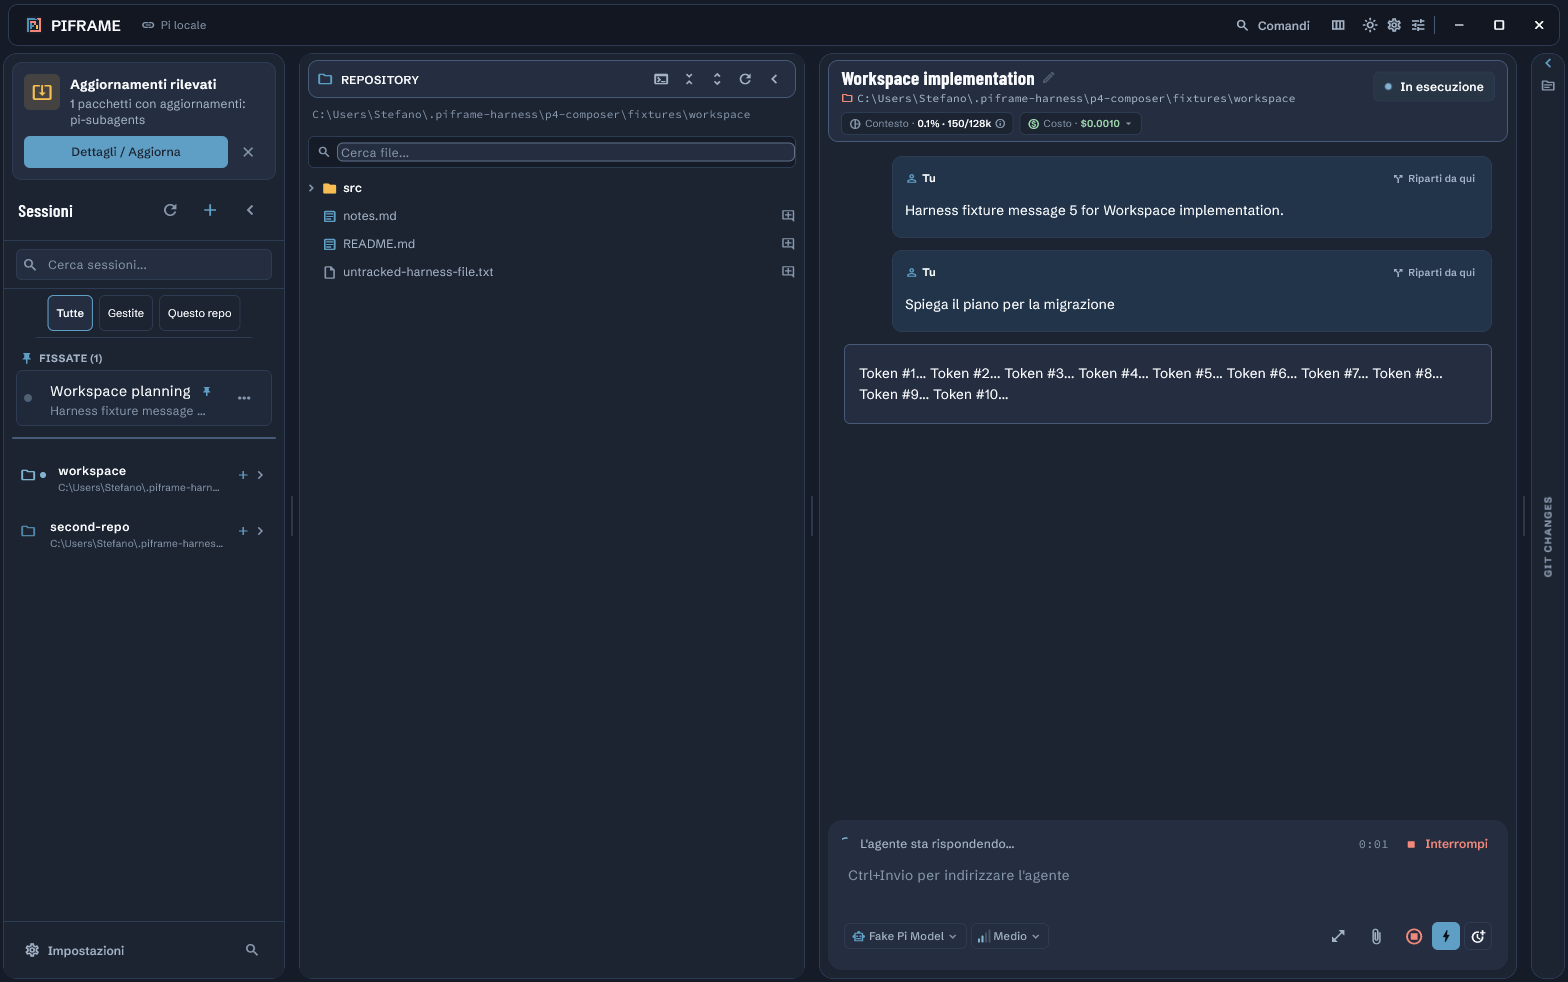 PIFRAME
Pi locale
Comandi
Aggiornamenti rilevati
1 pacchetti con aggiornamenti:
pi-subagents
Dettagli / Aggiorna
Sessioni
Cerca sessioni...
Tutte
Gestite
Questo repo
FISSATE (1)
Workspace planning
Harness fixture message ...
workspace
C:\Users\Stefano\.piframe-harn...
second-repo
C:\Users\Stefano\.piframe-harnes...
Impostazioni
REPOSITORY
C:\Users\Stefano\.piframe-harness\p4-composer\fixtures\workspace
Cerca file...
src
notes.md
README.md
untracked-harness-file.txt
Workspace implementation
C:\Users\Stefano\.piframe-harness\p4-composer\fixtures\workspace
In esecuzione
Contesto · 0.1% · 150/128k
Costo · $0.0010
Tu
Riparti da qui
Harness fixture message 5 for Workspace implementation.
Tu
Riparti da qui
Spiega il piano per la migrazione
Token #1... Token #2... Token #3... Token #4... Token #5... Token #6... Token #7... Token #8...
Token #9... Token #10...
L'agente sta rispondendo...
0:01
Interrompi
Ctrl+Invio per indirizzare l'agente
Fake Pi Model
Medio
GIT CHANGES